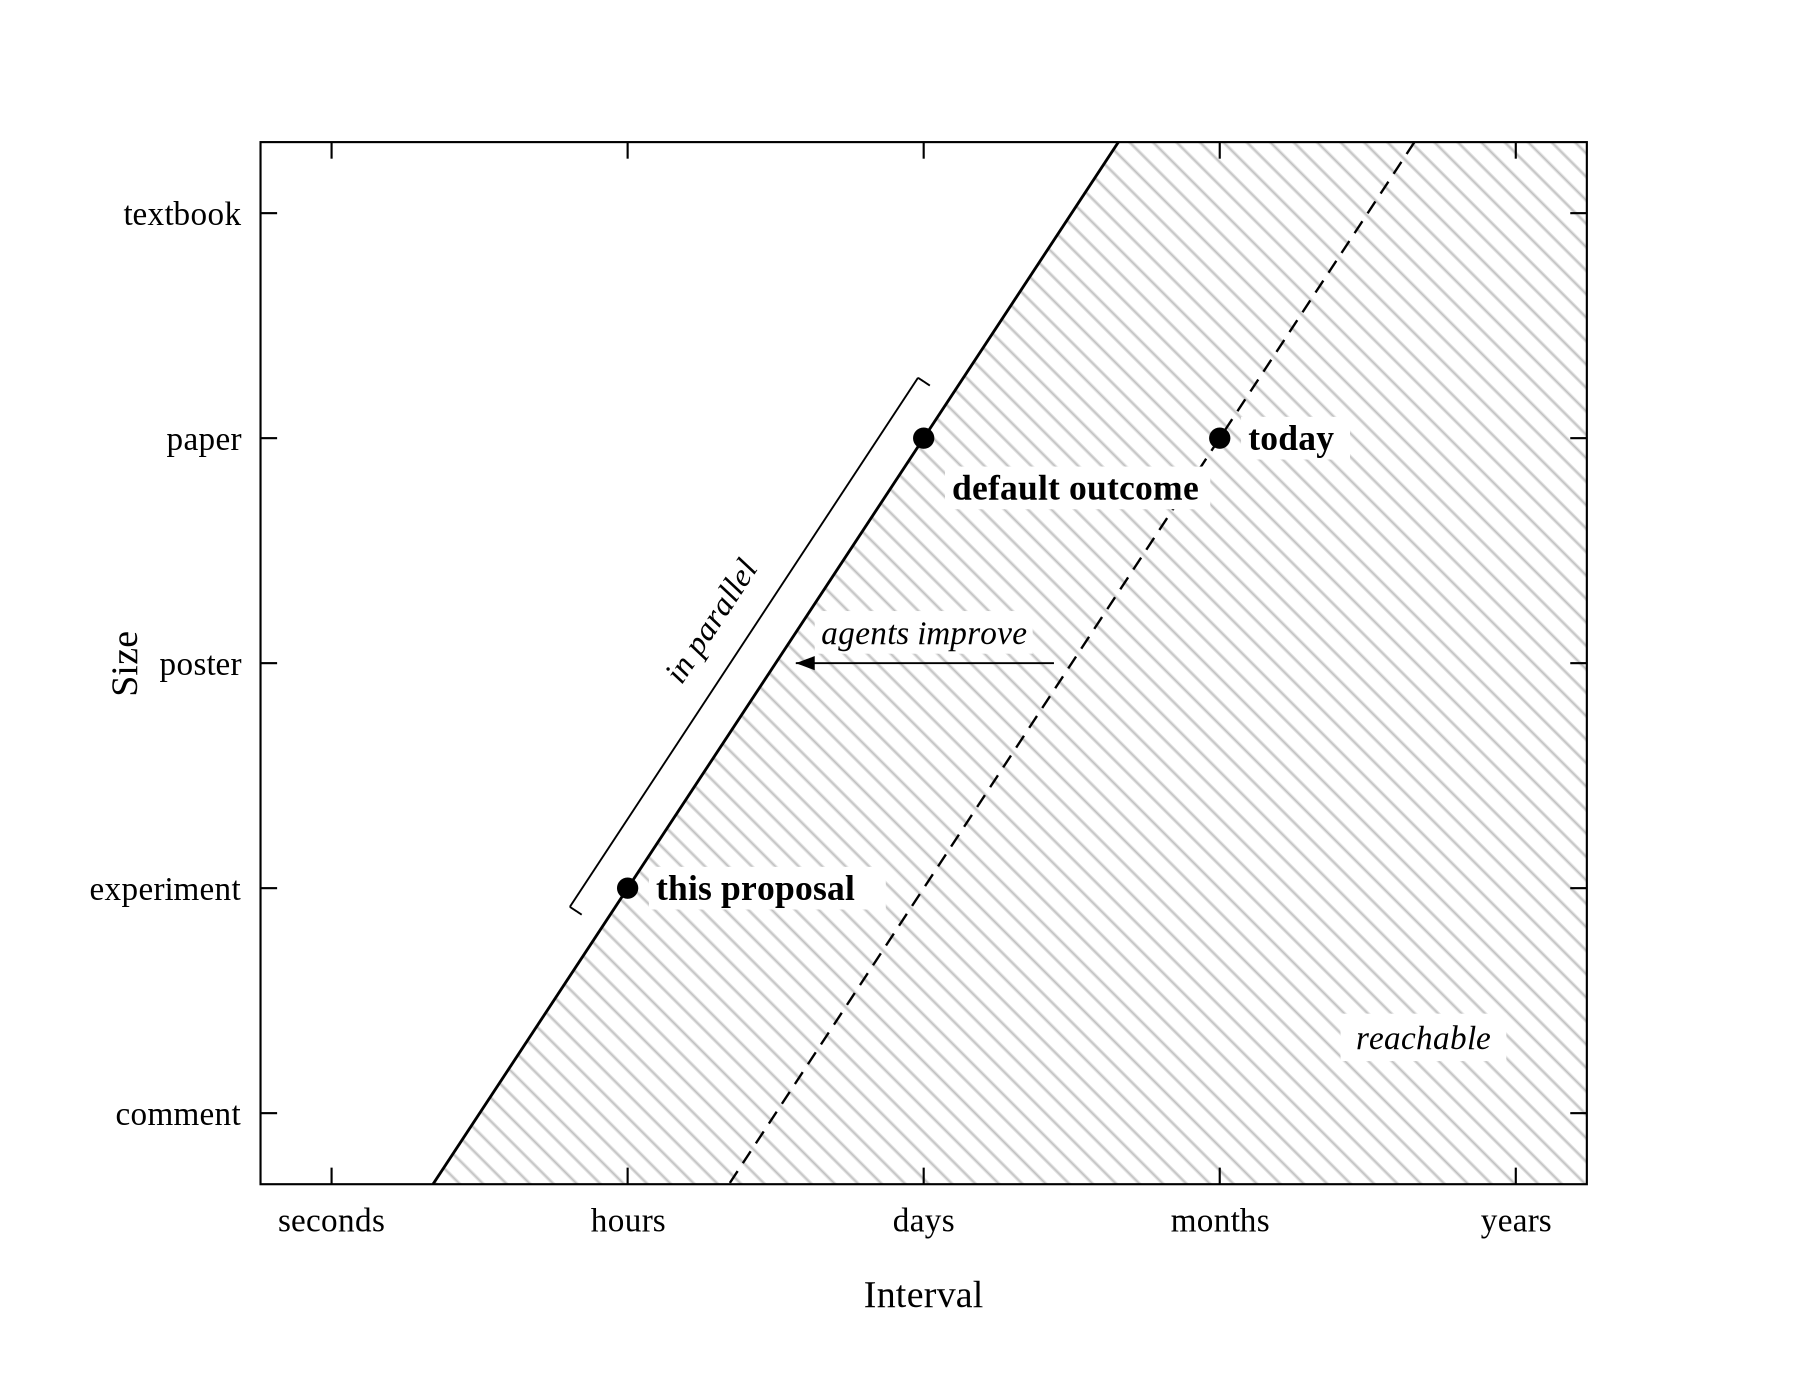 textbook
paper
today
default outcome
in parallel
agents improve
Size
poster
experiment
this proposal
reachable
comment
seconds
hours
days
months
years
Interval